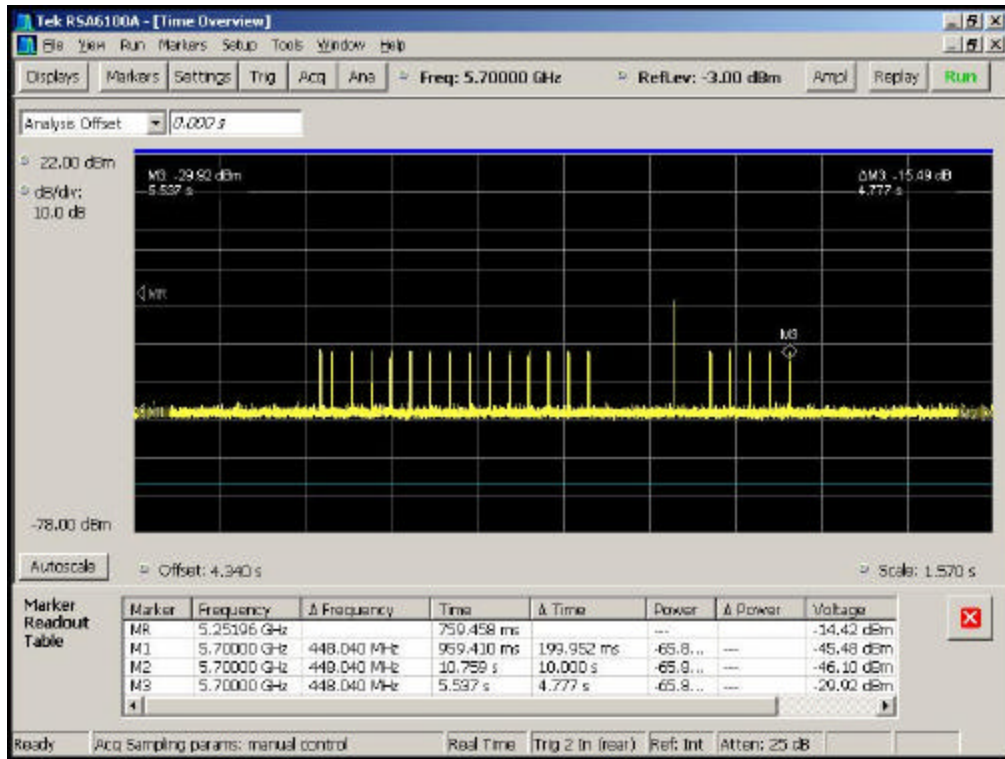 Tek RSA6100A - [Time Overview]
File View Run Markers Setup Tools Window Help
Displays Markers Settings Trig Acq Ana Freq: 5.70000 GHz RefLev: -3.00 dBm Ampl Replay Run
Analysis Offset 0.000 s
22.00 dBm
dB/div:
10.0 dB
M3: -29.92 dBm
5.537 s
ΔM3: -15.49 dB
4.777 s
MR
M3
-78.00 dBm
Autoscale Offset: 4.340 s Scale: 1.570 s
Marker Readout Table
Marker Frequency Δ Frequency Time Δ Time Power Δ Power Voltage
MR 5.25196 GHz 759.458 ms --- -14.42 dBm
M1 5.70000 GHz 448.040 MHz 959.410 ms 199.952 ms -65.8... --- -45.48 dBm
M2 5.70000 GHz 448.040 MHz 10.759 s 10.000 s -65.8... --- -46.10 dBm
M3 5.70000 GHz 448.040 MHz 5.537 s 4.777 s -65.8... --- -29.92 dBm
Ready Acq Sampling params: manual control Real Time Trig 2 In (rear) Ref: Int Atten: 25 dB